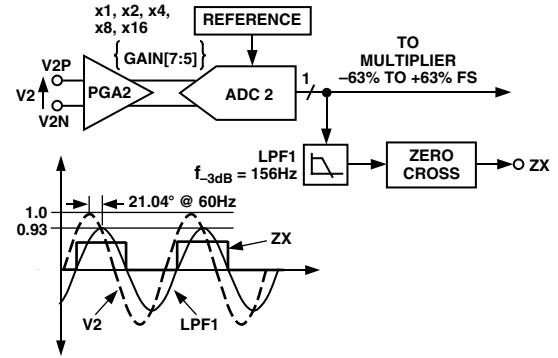 x1, x2, x4,
x8, x16
REFERENCE
{GAIN[7:5]}
TO
MULTIPLIER
–63% TO +63% FS
V2P
V2
V2N
PGA2
ADC 2
1
LPF1
f–3dB = 156Hz
ZERO
CROSS
ZX
21.04° @ 60Hz
1.0
0.93
ZX
V2
LPF1